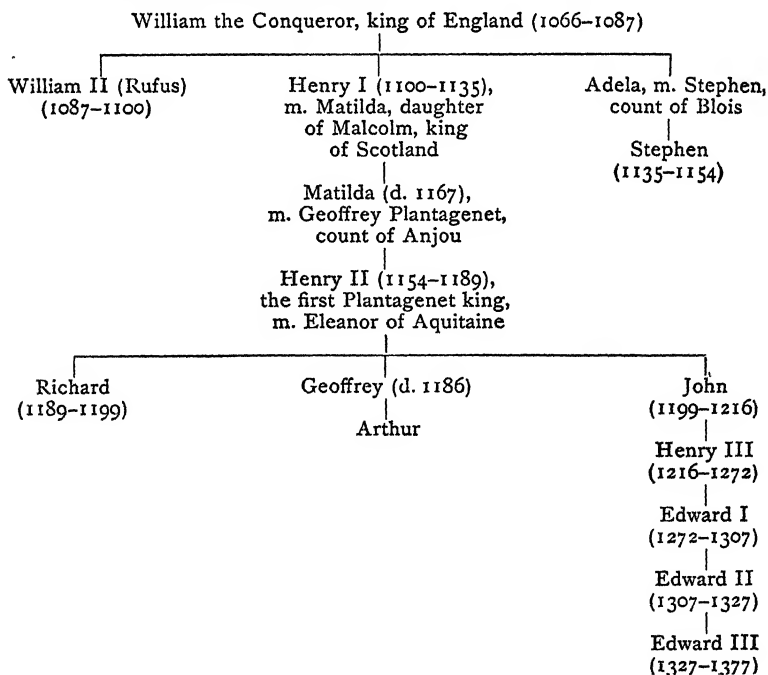 William the Conqueror, king of England (1066–1087)
William II (Rufus)
(1087–1100)
Henry I (1100–1135),
m. Matilda, daughter
of Malcolm, king
of Scotland
Adela, m. Stephen,
count of Blois
Stephen
(1135–1154)
Matilda (d. 1167),
m. Geoffrey Plantagenet,
count of Anjou
Henry II (1154–1189),
the first Plantagenet king,
m. Eleanor of Aquitaine
Richard
(1189–1199)
Geoffrey (d. 1186)
Arthur
John
(1199–1216)
Henry III
(1216–1272)
Edward I
(1272–1307)
Edward II
(1307–1327)
Edward III
(1327–1377)